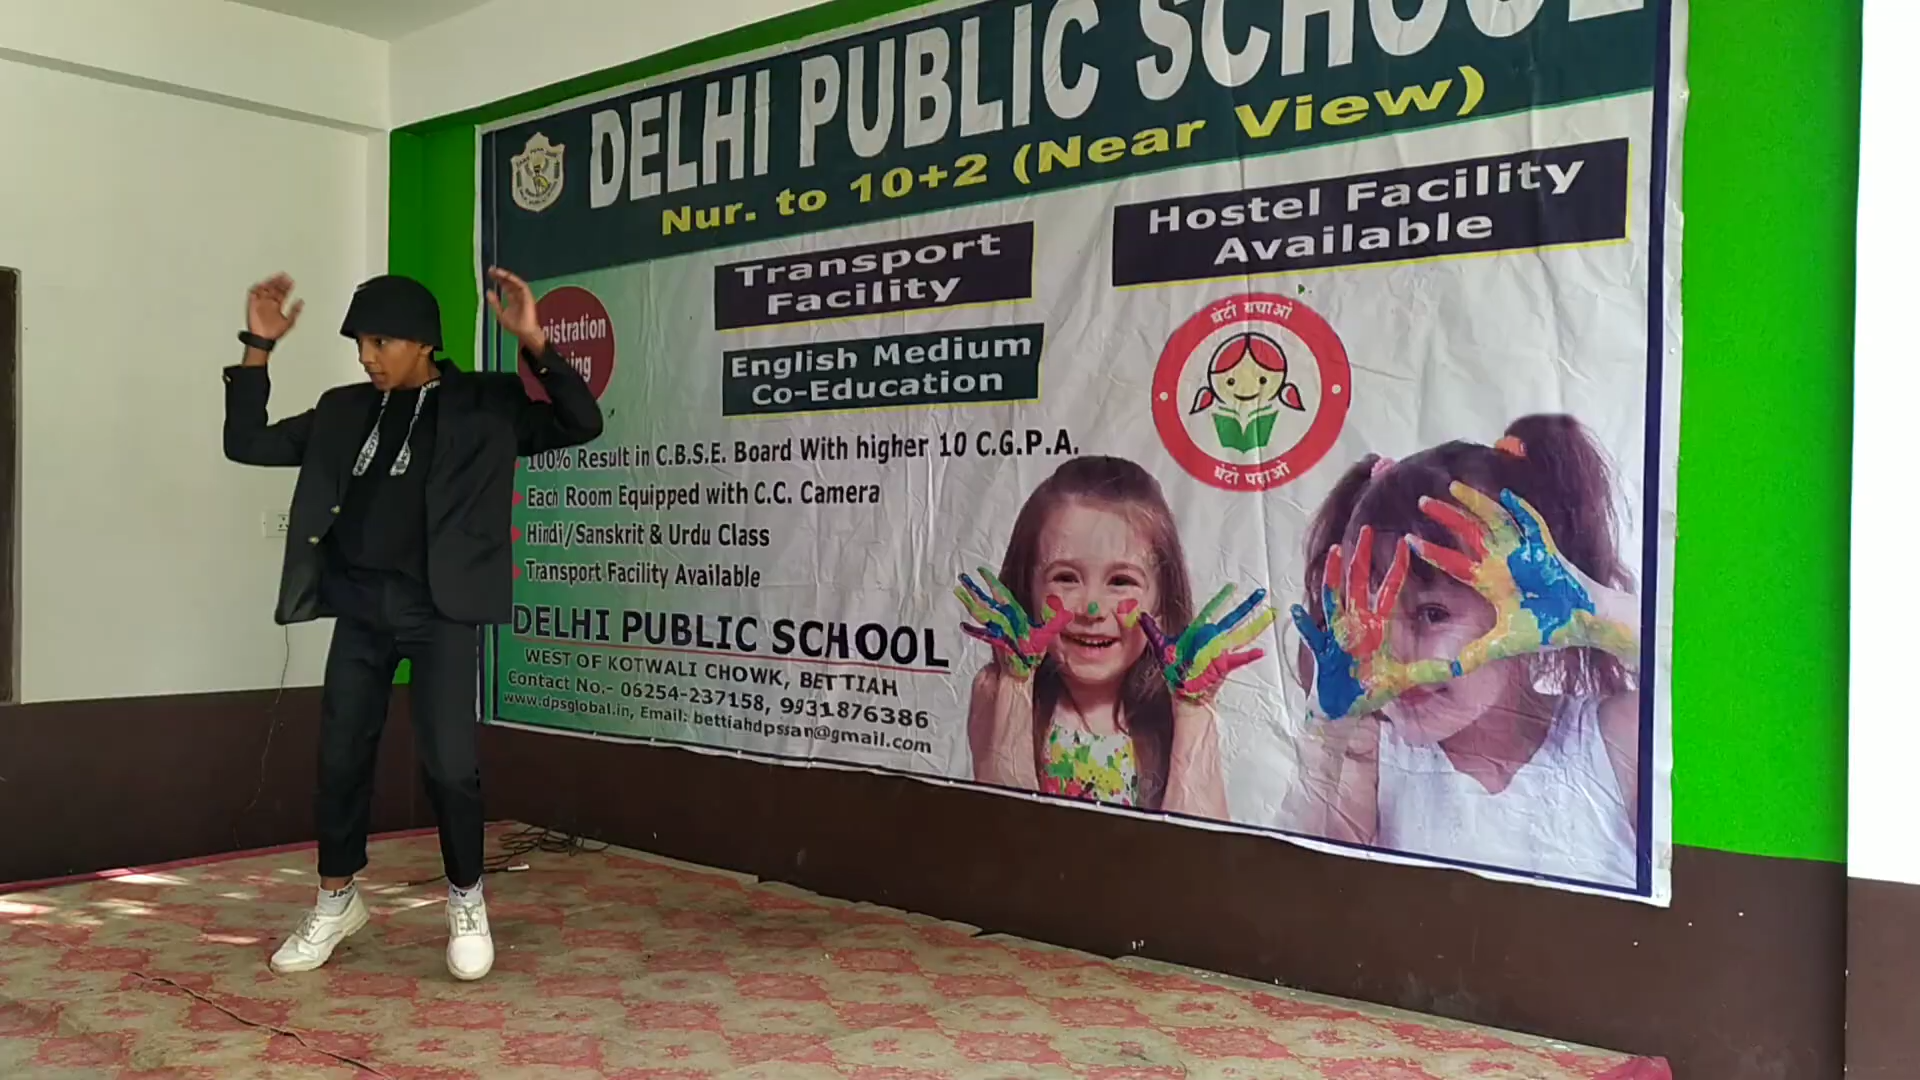 DELHI PUBLIC SCHOOL
Nur. to 10+2 (Near View)
Transport
Facility
Hostel Facility
Available
English Medium
Co-Education
बेटी बचाओ
बेटी पढ़ाओ
100% Result in C.B.S.E. Board With higher 10 C.G.P.A.
Each Room Equipped with C.C. Camera
Hindi/Sanskrit & Urdu Class
Transport Facility Available
DELHI PUBLIC SCHOOL
WEST OF KOTWALI CHOWK, BETTIAH
Contact No.- 06254-237158, 9931876386
www.dpsglobal.in, Email: bettiahdpssan@gmail.com